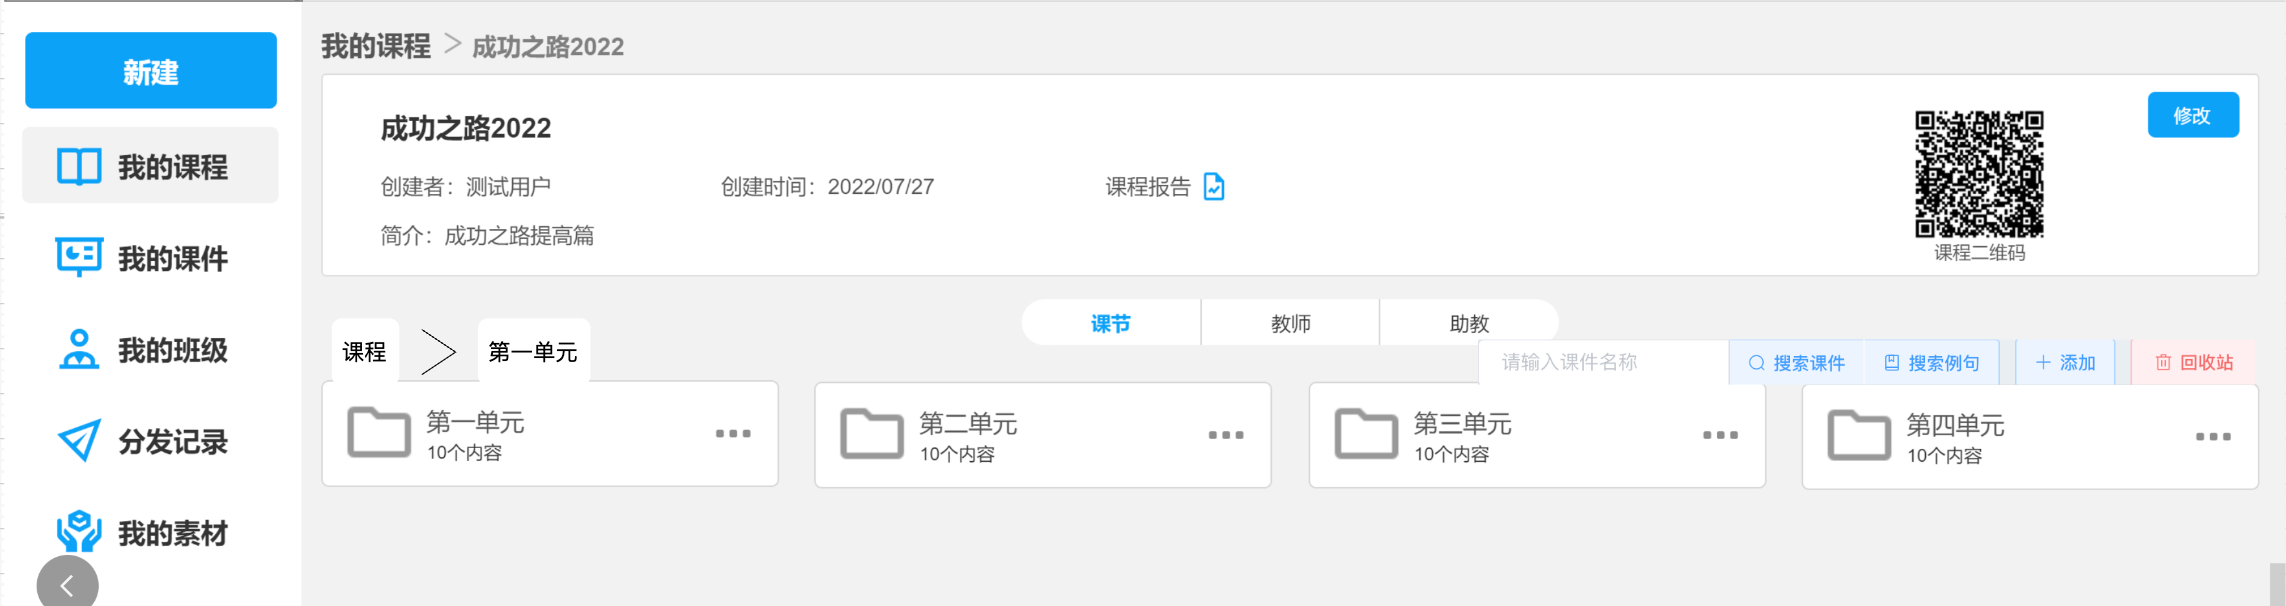 新建
我的课程
我的课件
我的班级
分发记录
我的素材
我的课程 > 成功之路2022
成功之路2022
修改
创建者：测试用户 创建时间：2022/07/27 课程报告
简介：成功之路提高篇
课程二维码
课节 教师 助教
课程 第一单元
请输入课件名称 搜索课件 搜索例句 添加 回收站
第一单元
10个内容
第二单元
10个内容
第三单元
10个内容
第四单元
10个内容